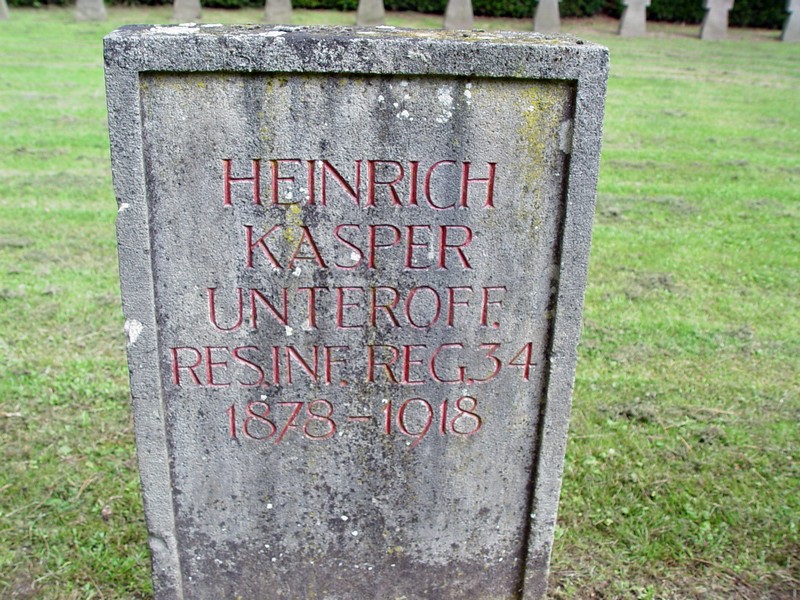 HEINRICH
KASPER
UNTEROFF.
RES.INF. REG.34
1878-1918